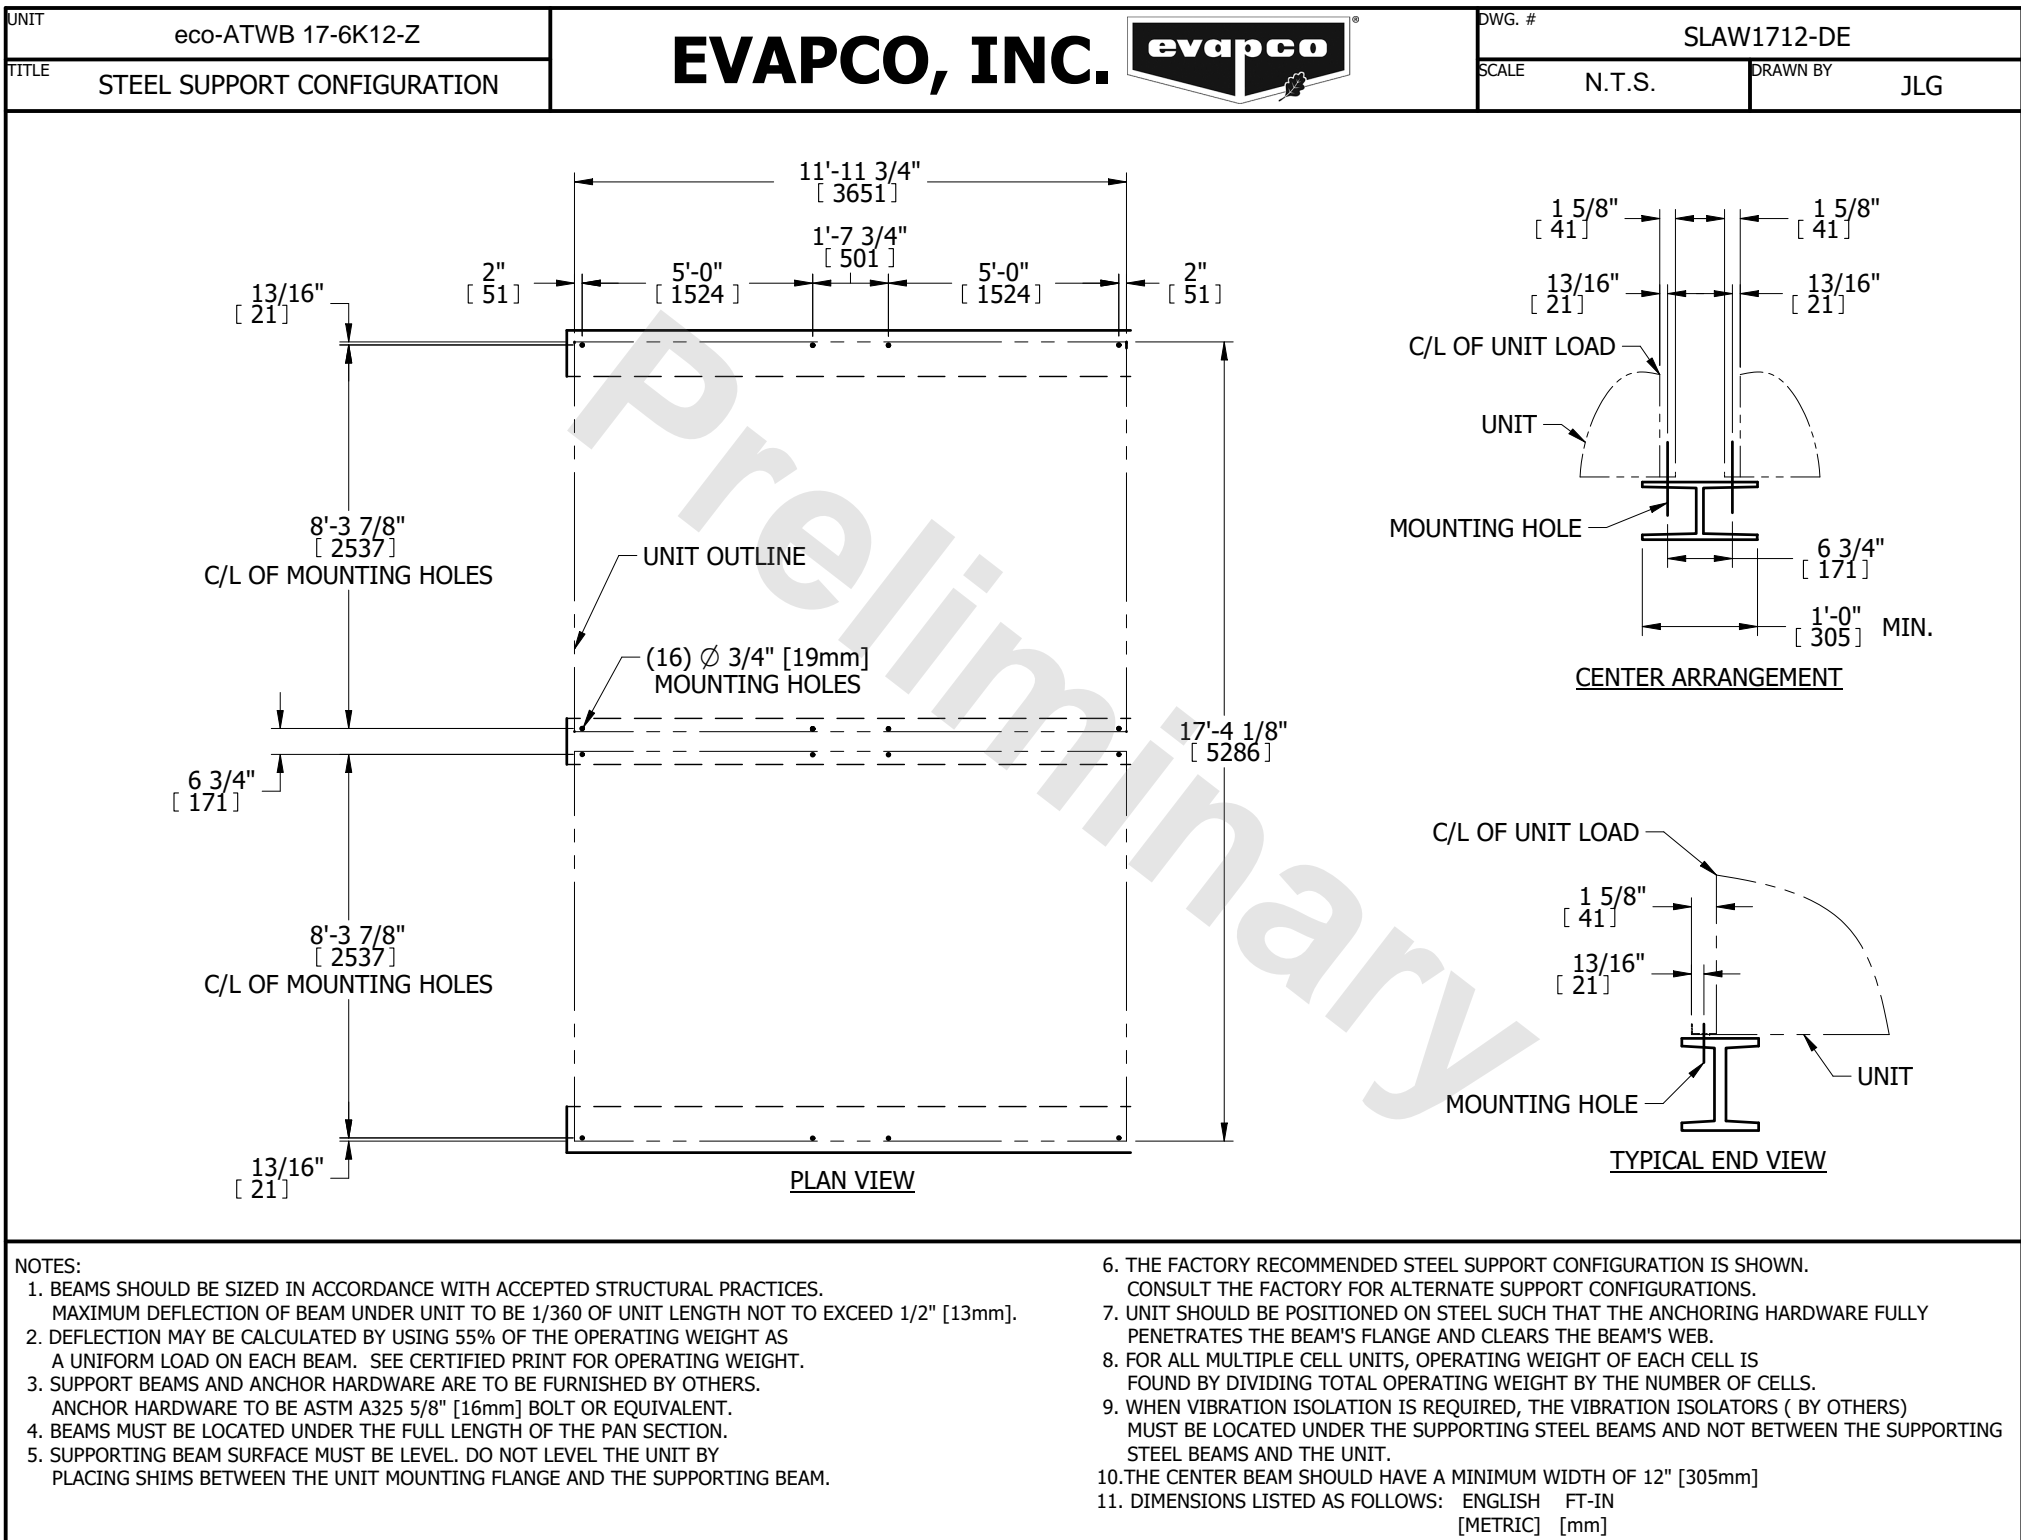 UNIT
eco-ATWB 17-6K12-Z
TITLE
STEEL SUPPORT CONFIGURATION
EVAPCO, INC.
evapco
®
DWG. #
SLAW1712-DE
SCALE
N.T.S.
DRAWN BY
JLG
11'-11 3/4"
[ 3651 ]
1'-7 3/4"
[ 501 ]
2"
[ 51 ]
5'-0"
[ 1524 ]
5'-0"
[ 1524 ]
2"
[ 51 ]
13/16"
[ 21 ]
8'-3 7/8"
[ 2537 ]
C/L OF MOUNTING HOLES
UNIT OUTLINE
(16) ∅ 3/4" [19mm]
MOUNTING HOLES
6 3/4"
[ 171 ]
17'-4 1/8"
[ 5286 ]
8'-3 7/8"
[ 2537 ]
C/L OF MOUNTING HOLES
13/16"
[ 21 ]
PLAN VIEW
Preliminary
1 5/8"
[ 41 ]
1 5/8"
[ 41 ]
13/16"
[ 21 ]
13/16"
[ 21 ]
C/L OF UNIT LOAD
UNIT
MOUNTING HOLE
6 3/4"
[ 171 ]
1'-0"
[ 305 ] MIN.
CENTER ARRANGEMENT
C/L OF UNIT LOAD
1 5/8"
[ 41 ]
13/16"
[ 21 ]
UNIT
MOUNTING HOLE
TYPICAL END VIEW
NOTES:
1. BEAMS SHOULD BE SIZED IN ACCORDANCE WITH ACCEPTED STRUCTURAL PRACTICES.
MAXIMUM DEFLECTION OF BEAM UNDER UNIT TO BE 1/360 OF UNIT LENGTH NOT TO EXCEED 1/2" [13mm].
2. DEFLECTION MAY BE CALCULATED BY USING 55% OF THE OPERATING WEIGHT AS
A UNIFORM LOAD ON EACH BEAM. SEE CERTIFIED PRINT FOR OPERATING WEIGHT.
3. SUPPORT BEAMS AND ANCHOR HARDWARE ARE TO BE FURNISHED BY OTHERS.
ANCHOR HARDWARE TO BE ASTM A325 5/8" [16mm] BOLT OR EQUIVALENT.
4. BEAMS MUST BE LOCATED UNDER THE FULL LENGTH OF THE PAN SECTION.
5. SUPPORTING BEAM SURFACE MUST BE LEVEL. DO NOT LEVEL THE UNIT BY
PLACING SHIMS BETWEEN THE UNIT MOUNTING FLANGE AND THE SUPPORTING BEAM.
6. THE FACTORY RECOMMENDED STEEL SUPPORT CONFIGURATION IS SHOWN.
CONSULT THE FACTORY FOR ALTERNATE SUPPORT CONFIGURATIONS.
7. UNIT SHOULD BE POSITIONED ON STEEL SUCH THAT THE ANCHORING HARDWARE FULLY
PENETRATES THE BEAM'S FLANGE AND CLEARS THE BEAM'S WEB.
8. FOR ALL MULTIPLE CELL UNITS, OPERATING WEIGHT OF EACH CELL IS
FOUND BY DIVIDING TOTAL OPERATING WEIGHT BY THE NUMBER OF CELLS.
9. WHEN VIBRATION ISOLATION IS REQUIRED, THE VIBRATION ISOLATORS ( BY OTHERS)
MUST BE LOCATED UNDER THE SUPPORTING STEEL BEAMS AND NOT BETWEEN THE SUPPORTING
STEEL BEAMS AND THE UNIT.
10.THE CENTER BEAM SHOULD HAVE A MINIMUM WIDTH OF 12" [305mm]
11. DIMENSIONS LISTED AS FOLLOWS: ENGLISH FT-IN
[METRIC] [mm]